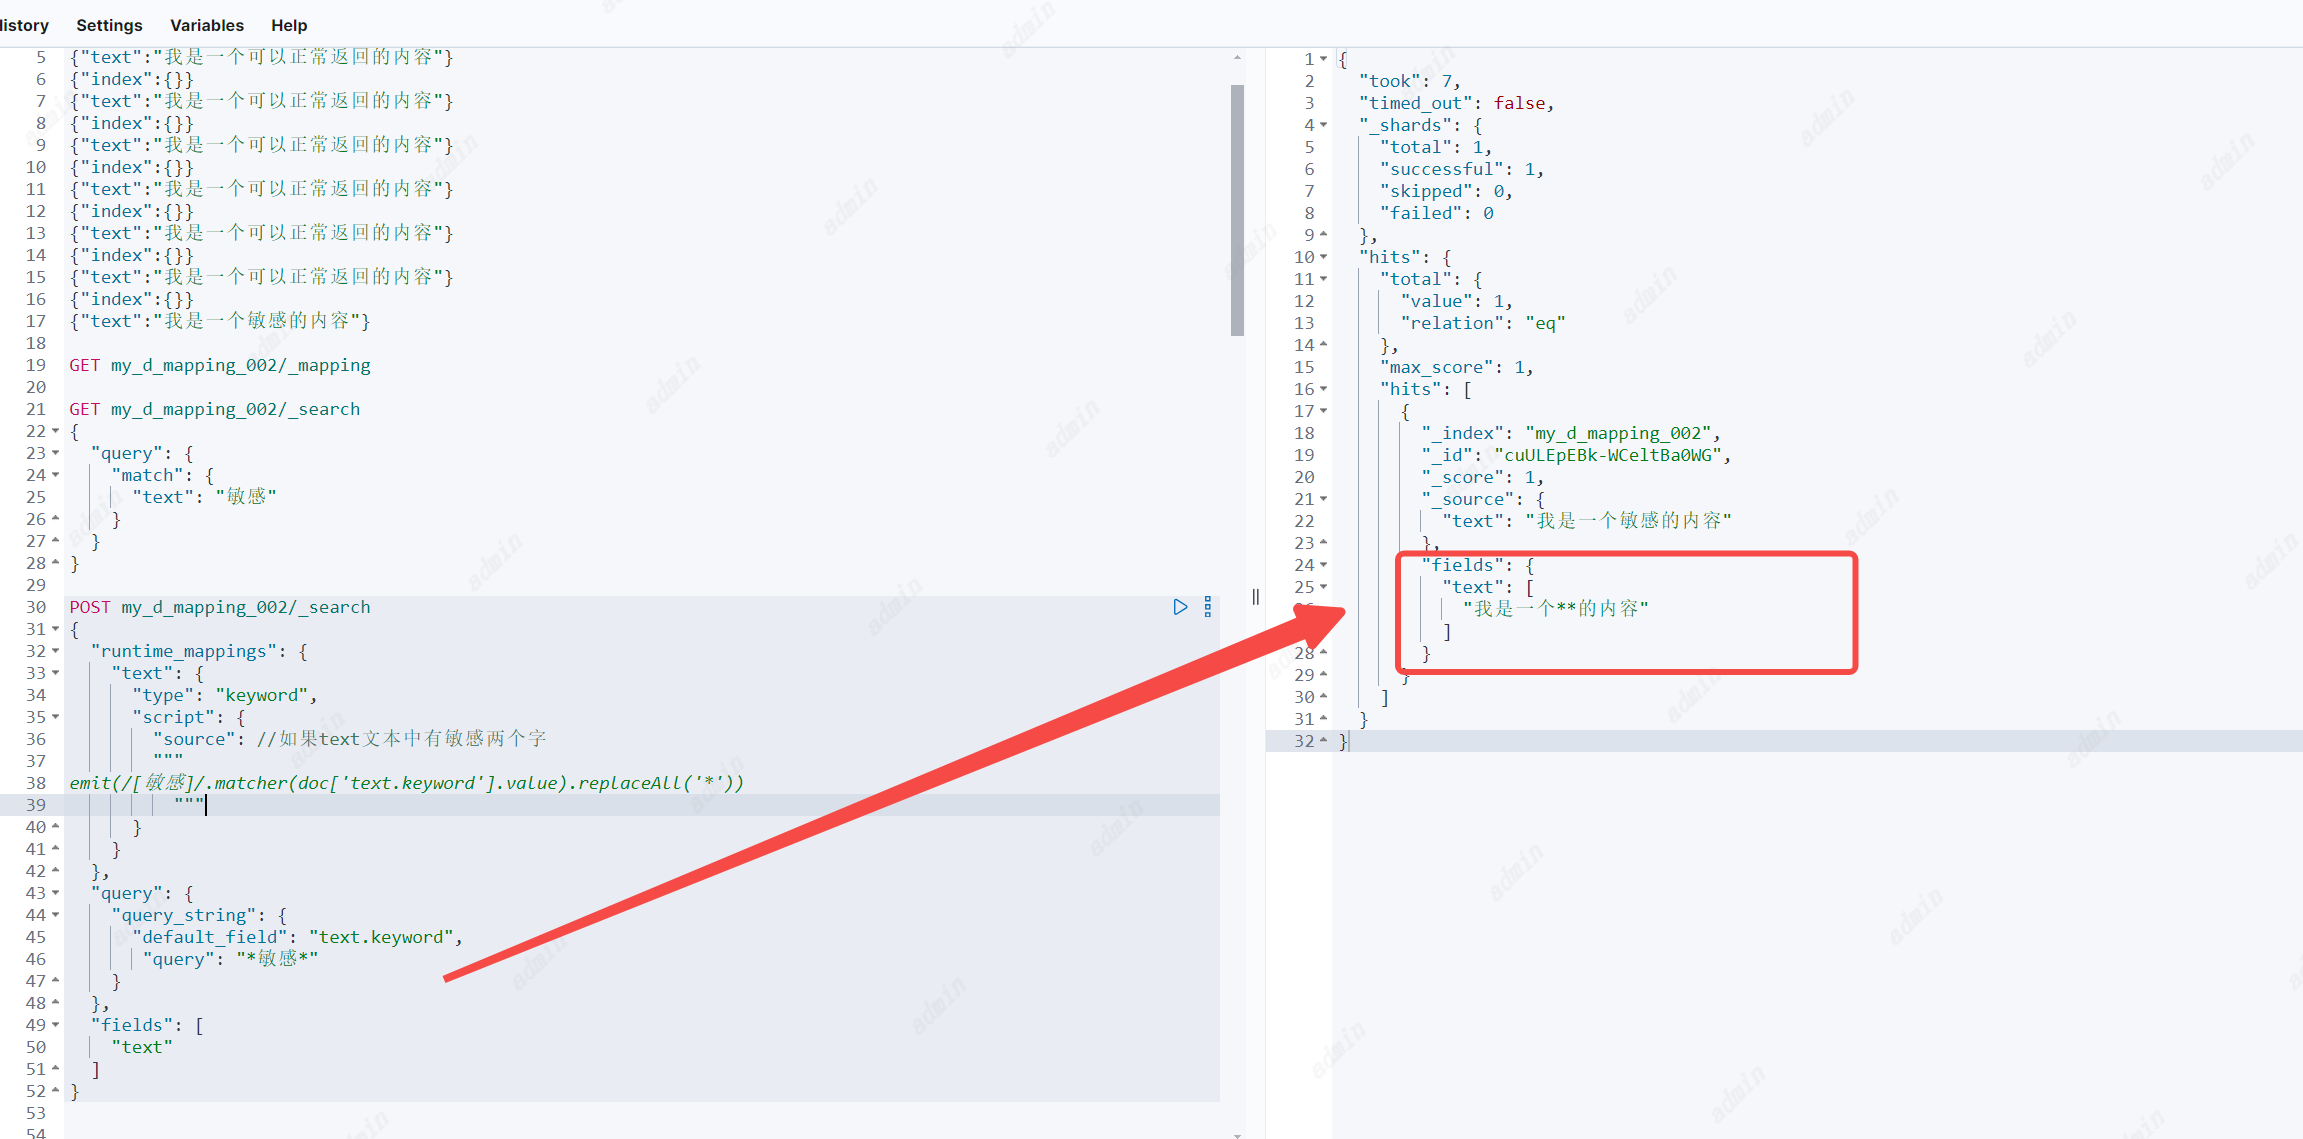 History Settings Variables Help
5 {"text":"我是一个可以正常返回的内容"}
6 {"index":{}}
7 {"text":"我是一个可以正常返回的内容"}
8 {"index":{}}
9 {"text":"我是一个可以正常返回的内容"}
10 {"index":{}}
11 {"text":"我是一个可以正常返回的内容"}
12 {"index":{}}
13 {"text":"我是一个可以正常返回的内容"}
14 {"index":{}}
15 {"text":"我是一个可以正常返回的内容"}
16 {"index":{}}
17 {"text":"我是一个敏感的内容"}
18
19 GET my_d_mapping_002/_mapping
20
21 GET my_d_mapping_002/_search
22 {
23 "query": {
24 "match": {
25 "text": "敏感"
26 }
27 }
28 }
29
30 POST my_d_mapping_002/_search
31 {
32 "runtime_mappings": {
33 "text": {
34 "type": "keyword",
35 "script": {
36 "source": //如果text文本中有敏感两个字
37 """
38 emit(/[敏感]/.matcher(doc['text.keyword'].value).replaceAll('*'))
39 """
40 }
41 }
42 },
43 "query": {
44 "query_string": {
45 "default_field": "text.keyword",
46 "query": "*敏感*"
47 }
48 },
49 "fields": [
50 "text"
51 ]
52 }
53
54
1 {
2 "took": 7,
3 "timed_out": false,
4 "_shards": {
5 "total": 1,
6 "successful": 1,
7 "skipped": 0,
8 "failed": 0
9 },
10 "hits": {
11 "total": {
12 "value": 1,
13 "relation": "eq"
14 },
15 "max_score": 1,
16 "hits": [
17 {
18 "_index": "my_d_mapping_002",
19 "_id": "cuULEpEBk-WCeltBa0WG",
20 "_score": 1,
21 "_source": {
22 "text": "我是一个敏感的内容"
23 },
24 "fields": {
25 "text": [
"我是一个**的内容"
]
28 }
29 }
30 ]
31 }
32 }